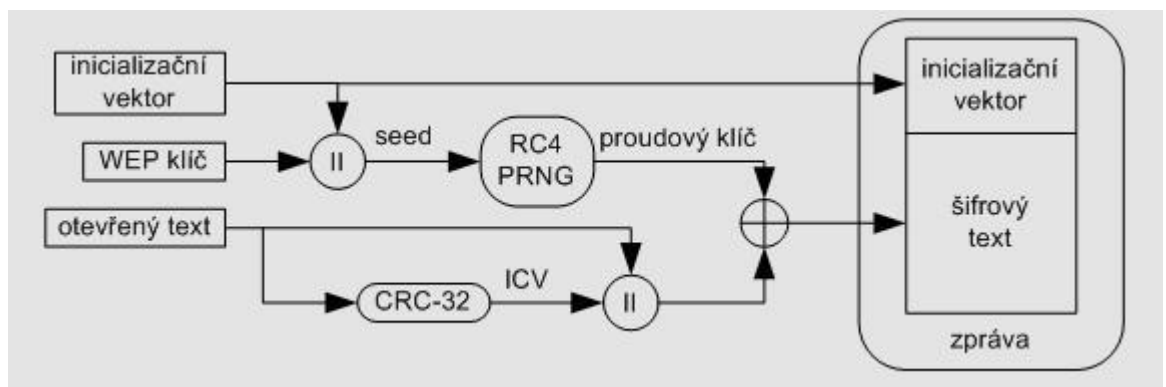 inicializační
vektor
WEP klíč
otevřený text
II
seed
RC4
PRNG
proudový klíč
CRC-32
ICV
II
inicializační
vektor
šifrový
text
zpráva